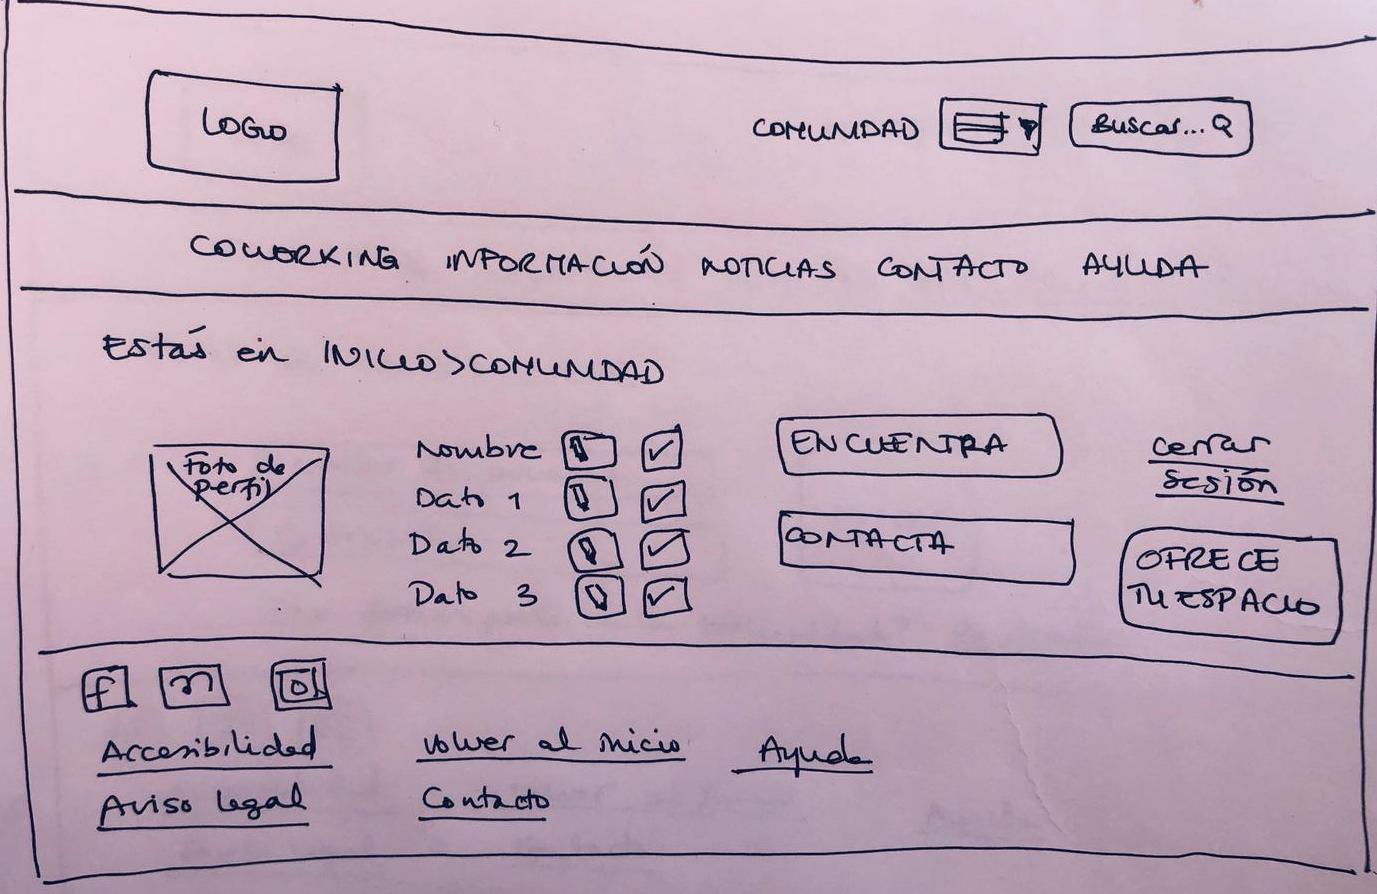 LOGO
COMUNIDAD Buscar...
COWORKING INFORMACIÓN NOTICIAS CONTACTO AYUDA
Estás en INICIO>COMUNIDAD
Foto de
perfil
Nombre
Dato 1
Dato 2
Dato 3
ENCUENTRA
CONTACTA
cerrar
sesión
OFRECE
TU ESPACIO
f
Accesibilidad volver al inicio Ayuda
Aviso legal Contacto